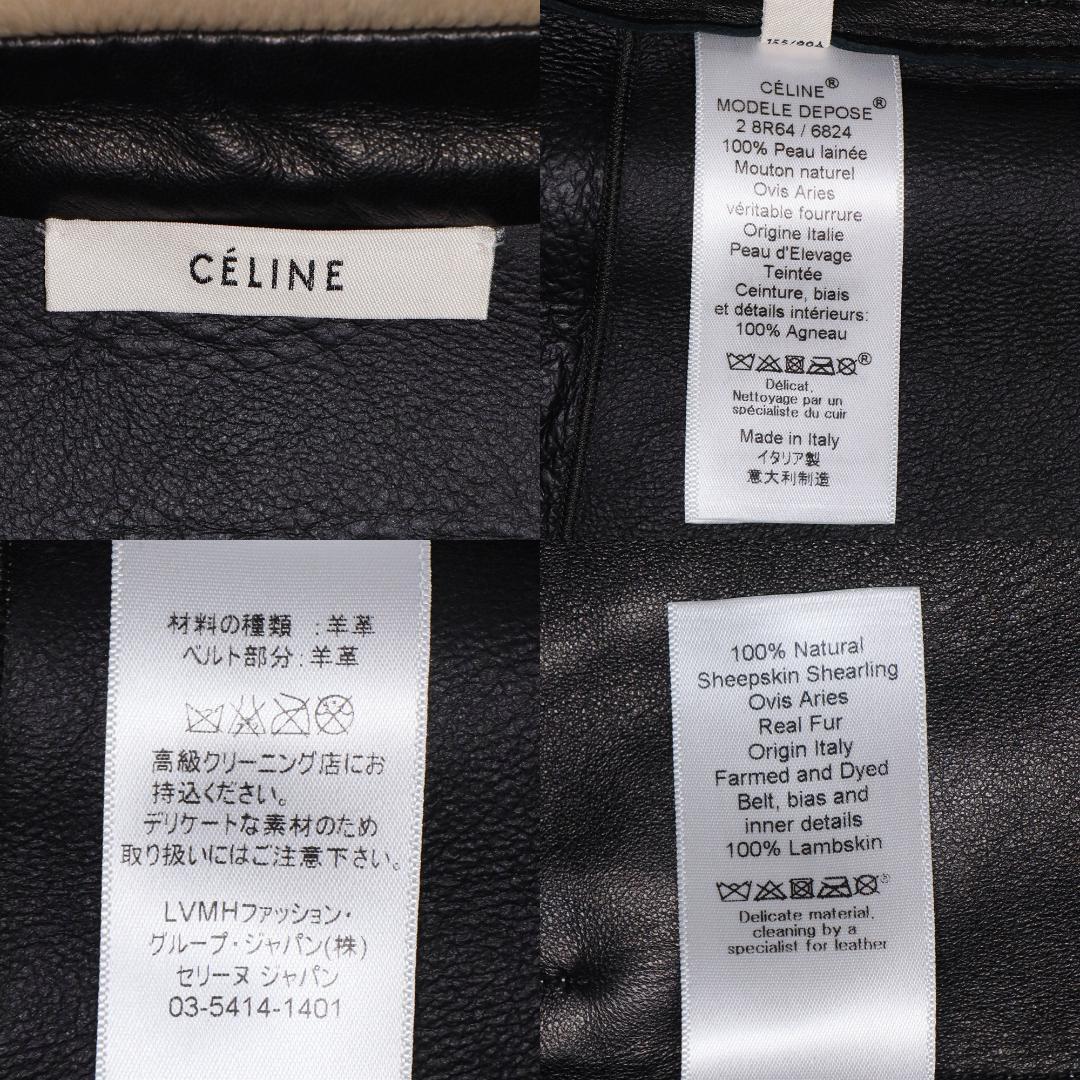 CÉLINE
CÉLINE®
MODELE DEPOSE®
2 8R64 / 6824
100% Peau lainée
Mouton naturel
Ovis Aries
véritable fourrure
Origine Italie
Peau d'Elevage
Teintée
Ceinture, biais
et détails intérieurs:
100% Agneau
®
Délicat,
Nettoyage par un
spécialiste du cuir
Made in Italy
イタリア製
意大利制造
材料の種類 :羊革
ベルト部分:羊革
高級クリーニング店にお
持込ください。
デリケートな素材のため
取り扱いにはご注意下さい。
LVMHファッション・
グループ・ジャパン(株)
セリーヌ ジャパン
03-5414-1401
100% Natural
Sheepskin Shearling
Ovis Aries
Real Fur
Origin Italy
Farmed and Dyed
Belt, bias and
inner details
100% Lambskin
®
Delicate material,
cleaning by a
specialist for leather